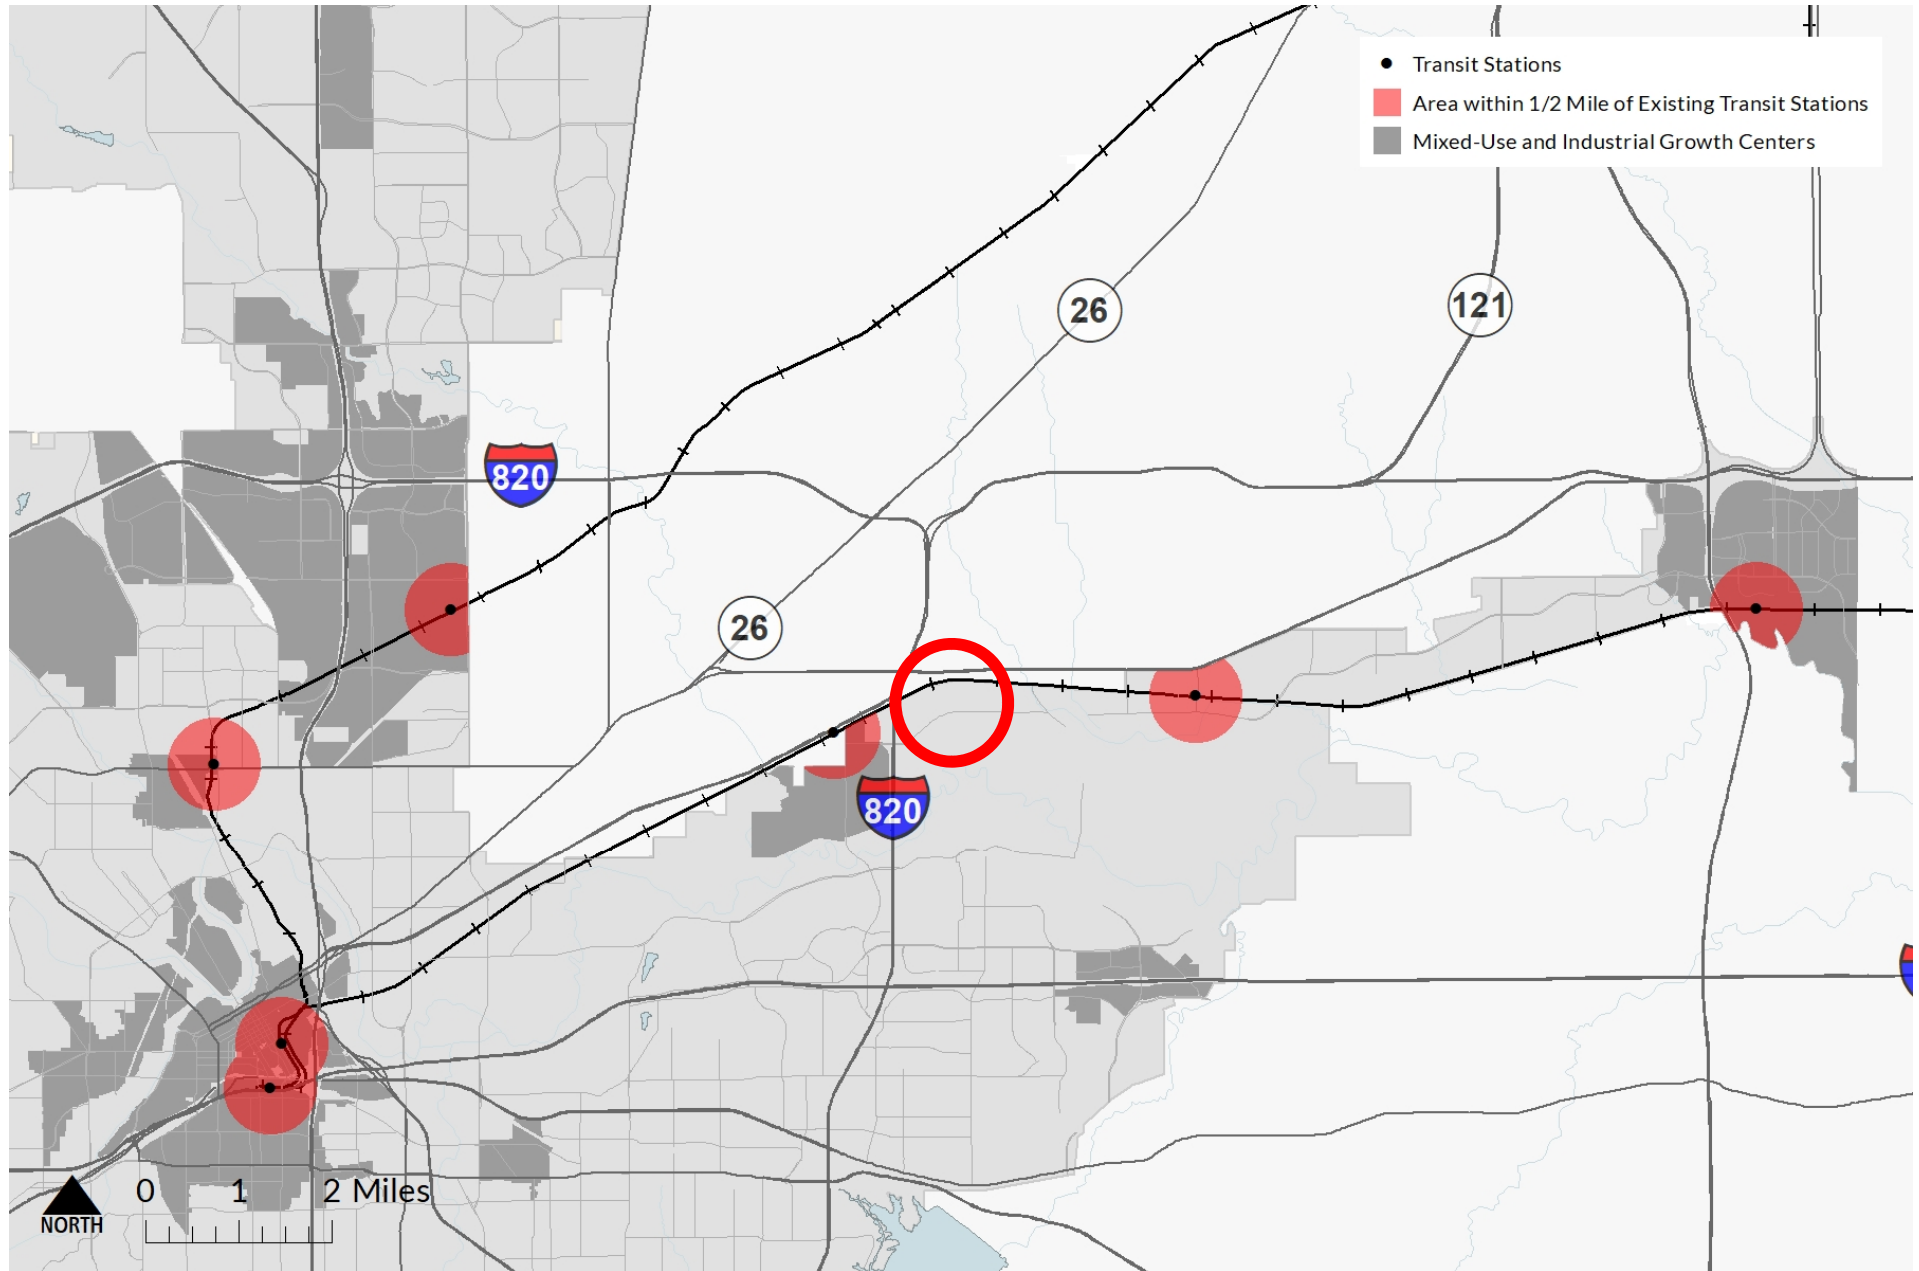 Transit Stations
Area within 1/2 Mile of Existing Transit Stations
Mixed-Use and Industrial Growth Centers
26
121
820
26
820
0 1 2 Miles
NORTH